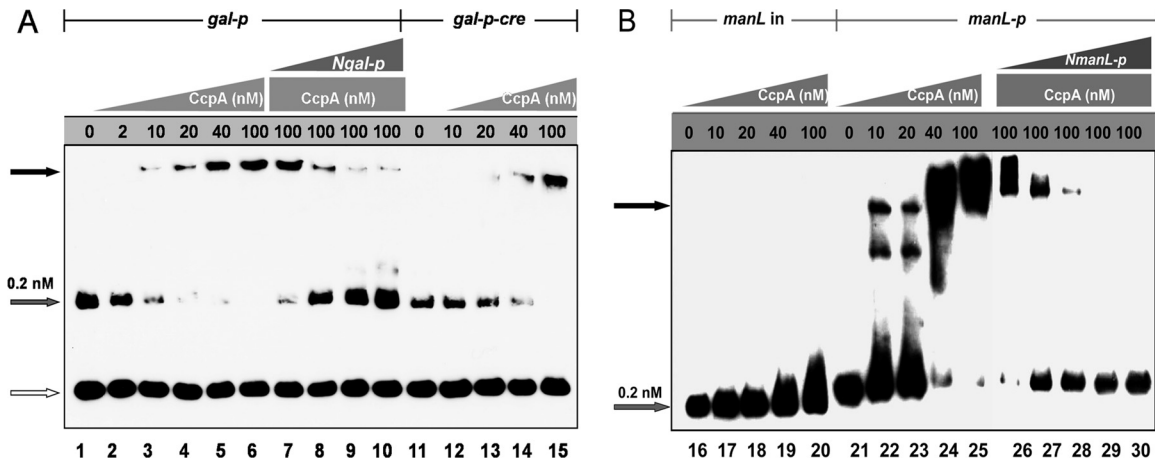 A
gal-p
gal-p-cre
Ngal-p
CcpA (nM)
CcpA (nM)
CcpA (nM)
0 2 10 20 40 100 100 100 100 100 0 10 20 40 100
0.2 nM
1 2 3 4 5 6 7 8 9 10 11 12 13 14 15
B
manL in
manL-p
NmanL-p
CcpA (nM)
CcpA (nM)
CcpA (nM)
0 10 20 40 100 0 10 20 40 100 100 100 100 100 100
0.2 nM
16 17 18 19 20 21 22 23 24 25 26 27 28 29 30